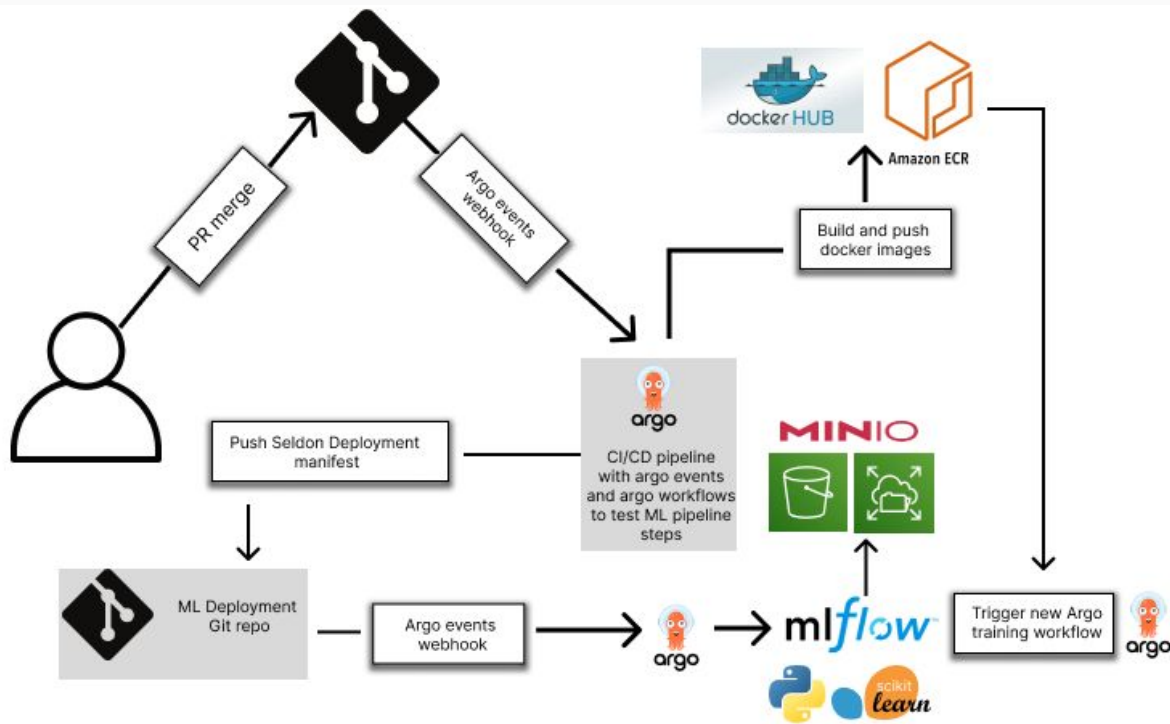 PR merge
Argo events
webhook
docker HUB
Amazon ECR
Build and push
docker images
argo
CI/CD pipeline
with argo events
and argo workflows
to test ML pipeline
steps
Push Seldon Deployment
manifest
MINIO
ML Deployment
Git repo
Argo events
webhook
argo
mlflow
TM
scikit
learn
Trigger new Argo
training workflow
argo